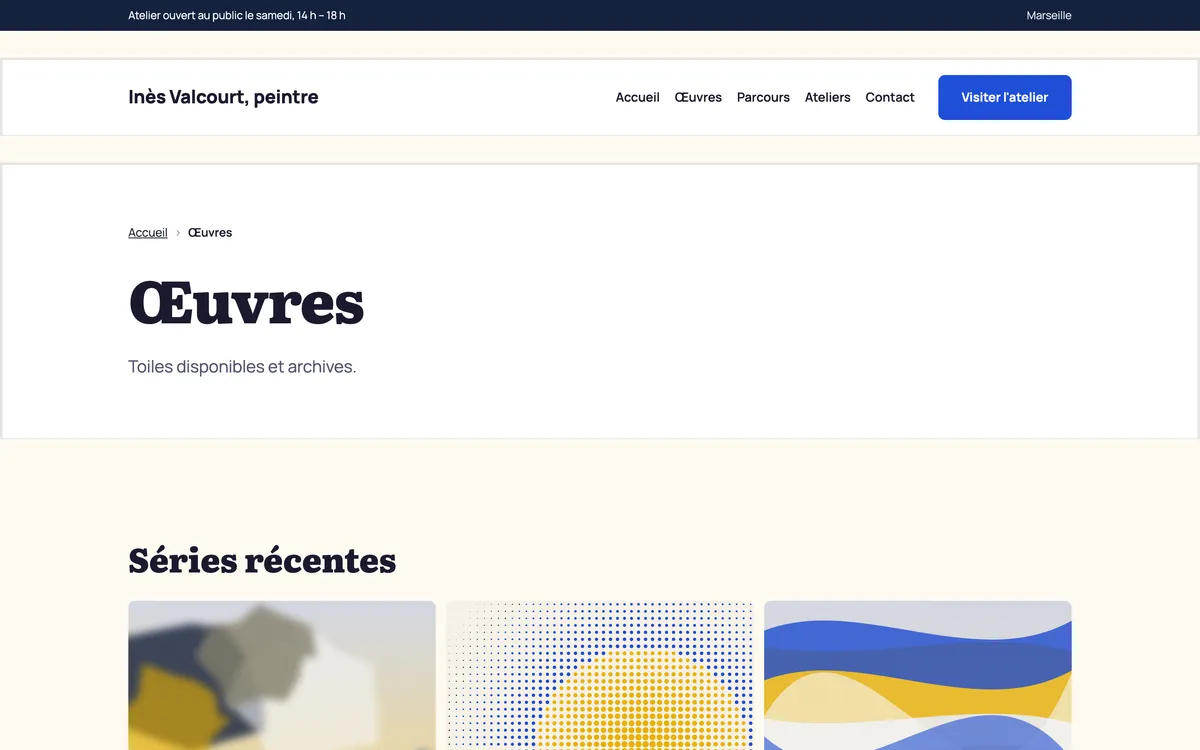 Atelier ouvert au public le samedi, 14 h – 18 h
Marseille
Inès Valcourt, peintre
Accueil
Œuvres
Parcours
Ateliers
Contact
Visiter l'atelier
Accueil › Œuvres
Œuvres
Toiles disponibles et archives.
Séries récentes